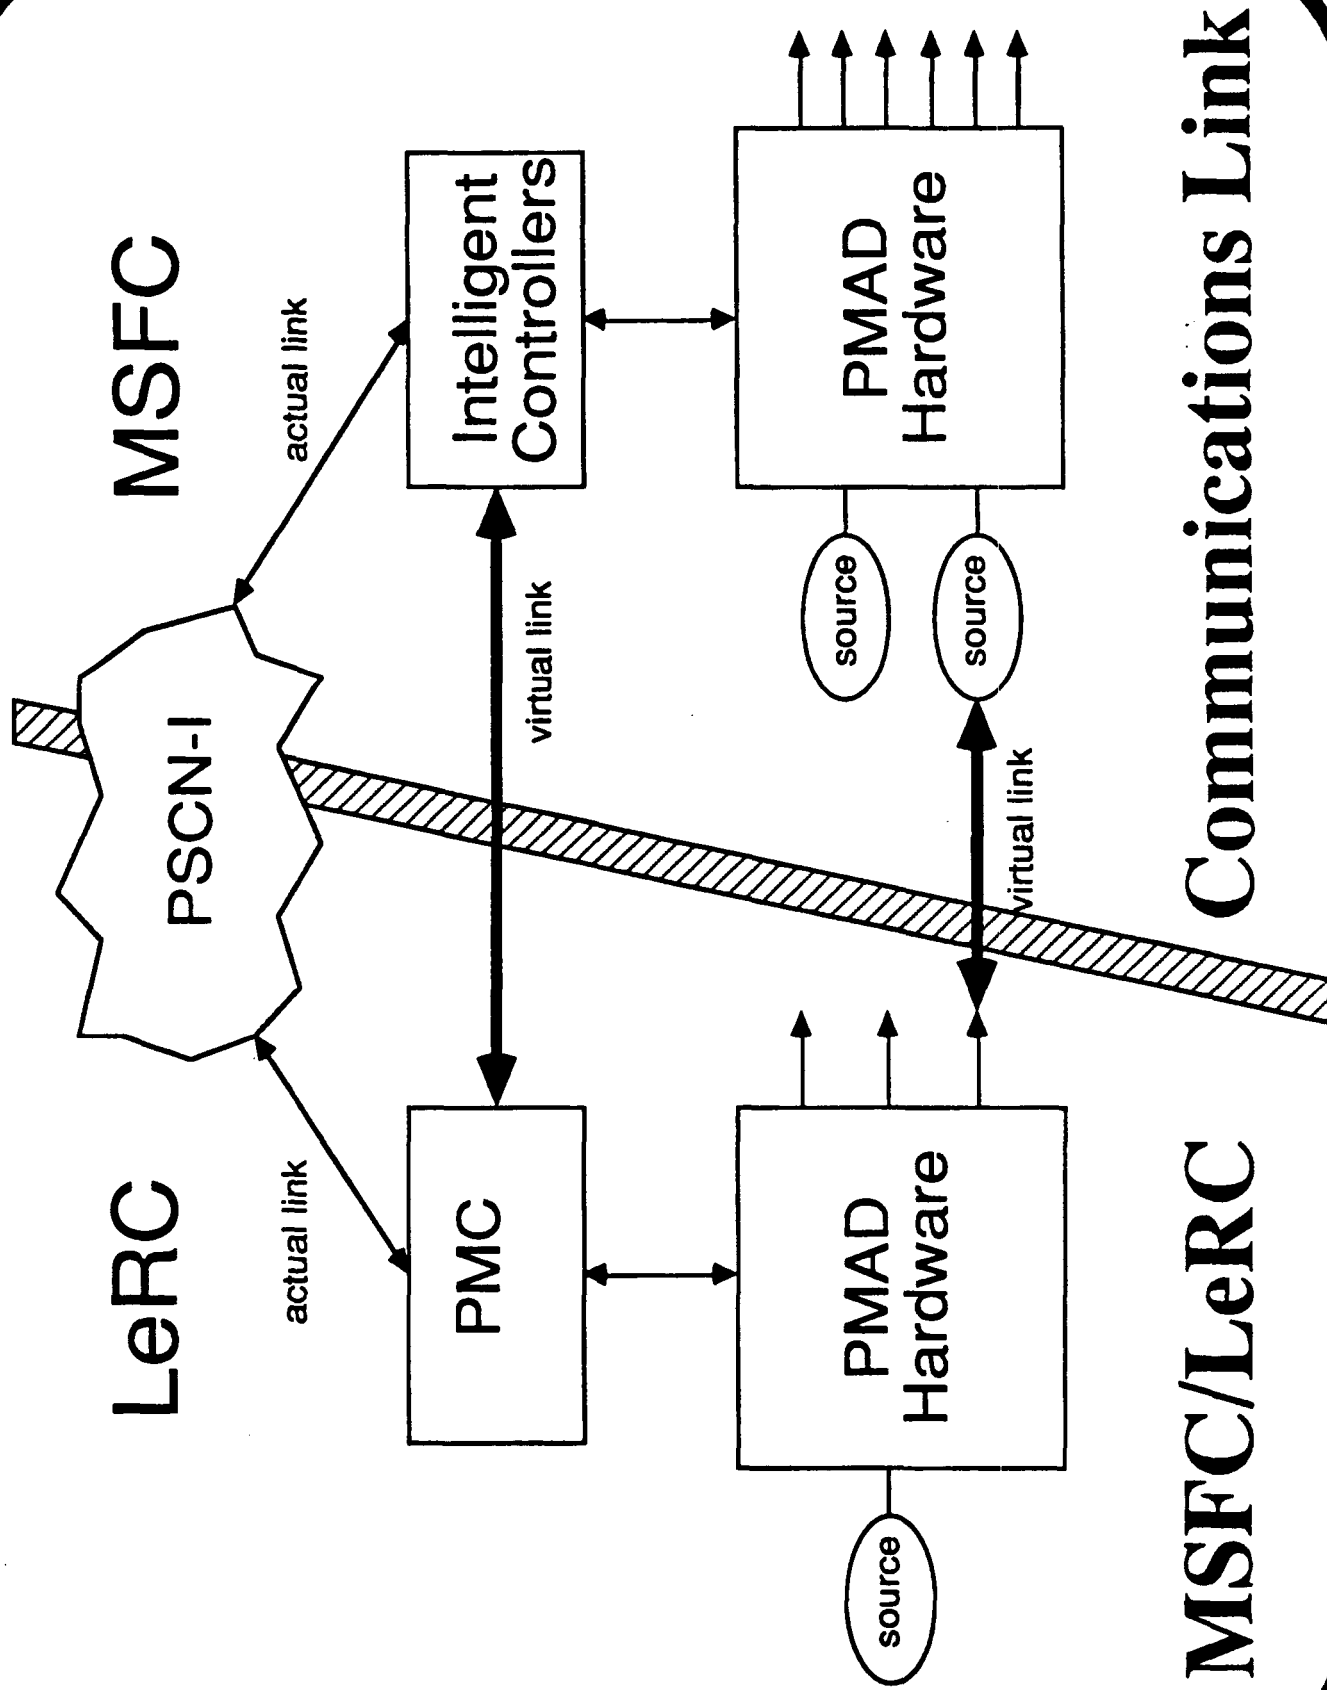 LeRC
MSFC
PSCN-I
actual link
actual link
PMC
Intelligent
Controllers
virtual link
PMAD
Hardware
PMAD
Hardware
source
source
source
virtual link
MSFC/LeRC Communications Link